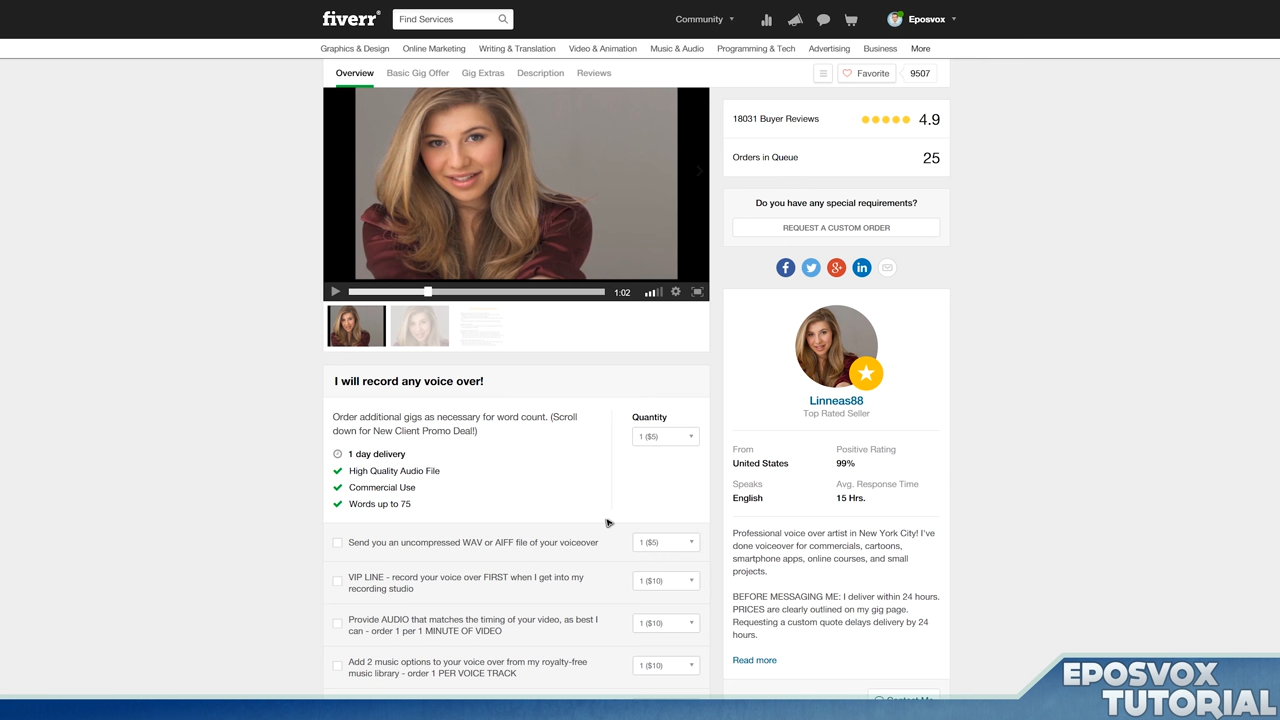 fiverr®
Find Services
Community
Eposvox
Graphics & Design Online Marketing Writing & Translation Video & Animation Music & Audio Programming & Tech Advertising Business More
Overview Basic Gig Offer Gig Extras Description Reviews
Favorite 9507
1:02
I will record any voice over!
Order additional gigs as necessary for word count. (Scroll
down for New Client Promo Deal!)
1 day delivery
High Quality Audio File
Commercial Use
Words up to 75
Quantity
1 ($5)
Send you an uncompressed WAV or AIFF file of your voiceover
1 ($5)
VIP LINE - record your voice over FIRST when I get into my
recording studio
1 ($10)
Provide AUDIO that matches the timing of your video, as best I
can - order 1 per 1 MINUTE OF VIDEO
1 ($10)
Add 2 music options to your voice over from my royalty-free
music library - order 1 PER VOICE TRACK
1 ($10)
18031 Buyer Reviews 4.9
Orders in Queue 25
Do you have any special requirements?
REQUEST A CUSTOM ORDER
Linneas88
Top Rated Seller
From Positive Rating
United States 99%
Speaks Avg. Response Time
English 15 Hrs.
Professional voice over artist in New York City! I've
done voiceover for commercials, cartoons,
smartphone apps, online courses, and small
projects.
BEFORE MESSAGING ME: I deliver within 24 hours.
PRICES are clearly outlined on my gig page.
Requesting a custom quote delays delivery by 24
hours.
Read more
Contact Me
EPOSVOX
TUTORIAL